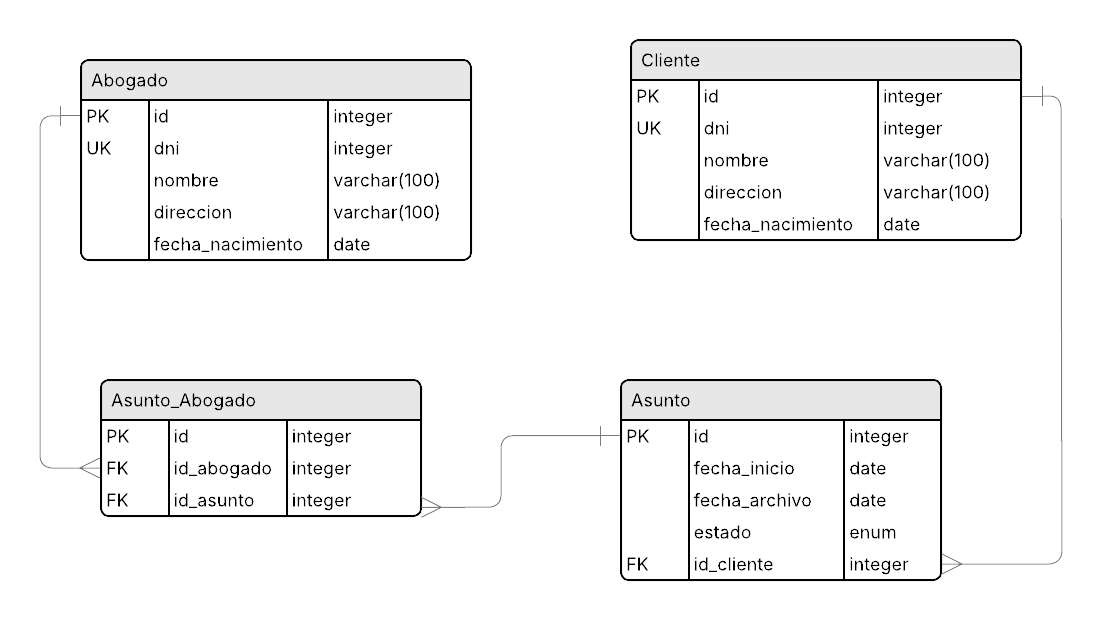 Abogado
PK id integer
UK dni integer
nombre varchar(100)
direccion varchar(100)
fecha_nacimiento date
Cliente
PK id integer
UK dni integer
nombre varchar(100)
direccion varchar(100)
fecha_nacimiento date
Asunto_Abogado
PK id integer
FK id_abogado integer
FK id_asunto integer
Asunto
PK id integer
fecha_inicio date
fecha_archivo date
estado enum
FK id_cliente integer